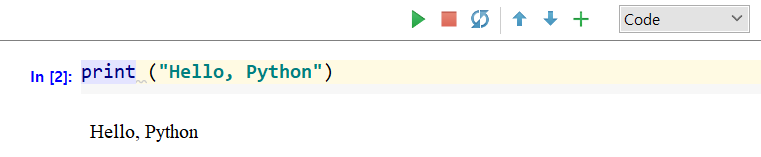 Code
In [2]: print ("Hello, Python")
Hello, Python